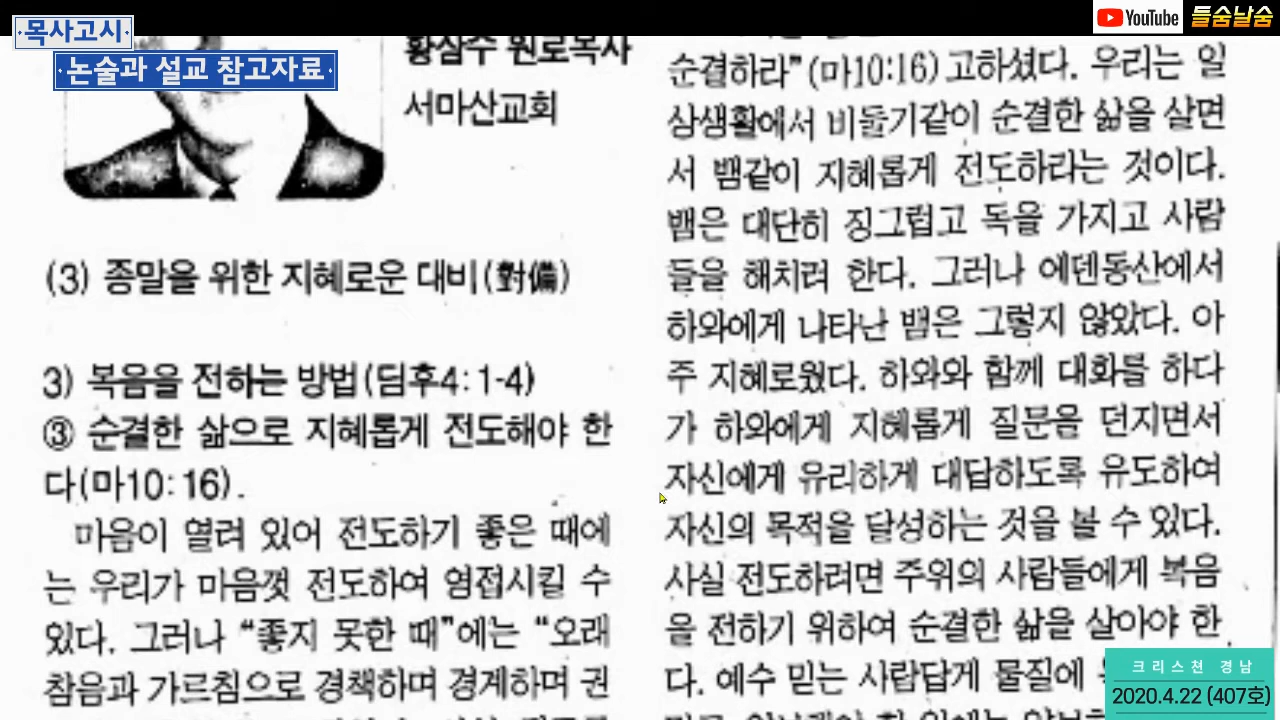 목사고시
논술과 설교 참고자료
YouTube 들숨날숨
황삼수 원로목사
서마산교회
(3) 종말을 위한 지혜로운 대비(對備)
3) 복음을 전하는 방법(딤후4:1-4)
③ 순결한 삶으로 지혜롭게 전도해야 한
다(마10:16).
마음이 열려 있어 전도하기 좋은 때에
는 우리가 마음껏 전도하여 영접시킬 수
있다. 그러나 “좋지 못한 때”에는 “오래
참음과 가르침으로 경책하며 경계하며 권
순결하라”(마10:16)고 하셨다. 우리는 일
상생활에서 비둘기같이 순결한 삶을 살면
서 뱀같이 지혜롭게 전도하라는 것이다.
뱀은 대단히 징그럽고 독을 가지고 사람
들을 해치려 한다. 그러나 에덴동산에서
하와에게 나타난 뱀은 그렇지 않았다. 아
주 지혜로웠다. 하와와 함께 대화를 하다
가 하와에게 지혜롭게 질문을 던지면서
자신에게 유리하게 대답하도록 유도하여
자신의 목적을 달성하는 것을 볼 수 있다.
사실 전도하려면 주위의 사람들에게 복음
을 전하기 위하여 순결한 삶을 살아야 한
다. 예수 믿는 사람답게 물질에
크리스천 경남
2020.4.22 (407호)